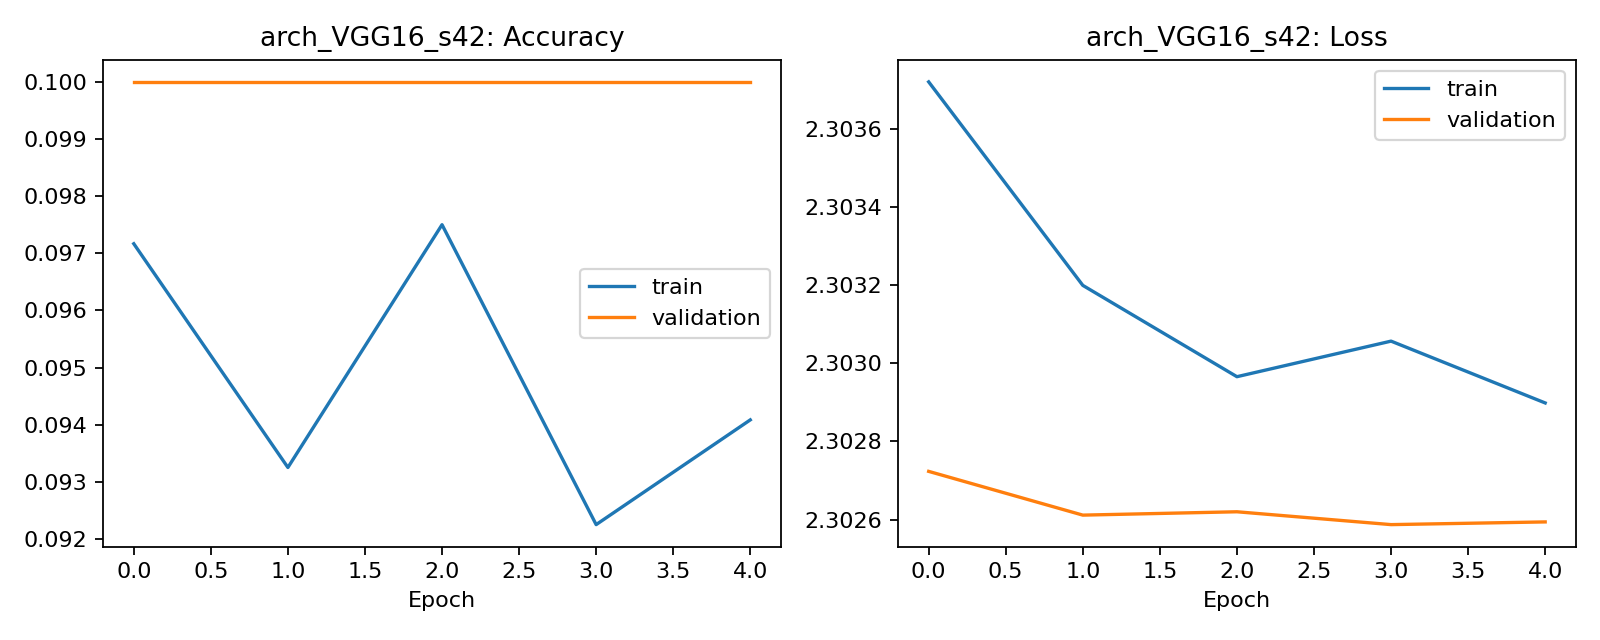 arch_VGG16_s42: Accuracy
0.100
0.099
0.098
0.097
0.096
0.095
0.094
0.093
0.092
train
validation
0.0 0.5 1.0 1.5 2.0 2.5 3.0 3.5 4.0
Epoch
arch_VGG16_s42: Loss
2.3036
2.3034
2.3032
2.3030
2.3028
2.3026
train
validation
0.0 0.5 1.0 1.5 2.0 2.5 3.0 3.5 4.0
Epoch